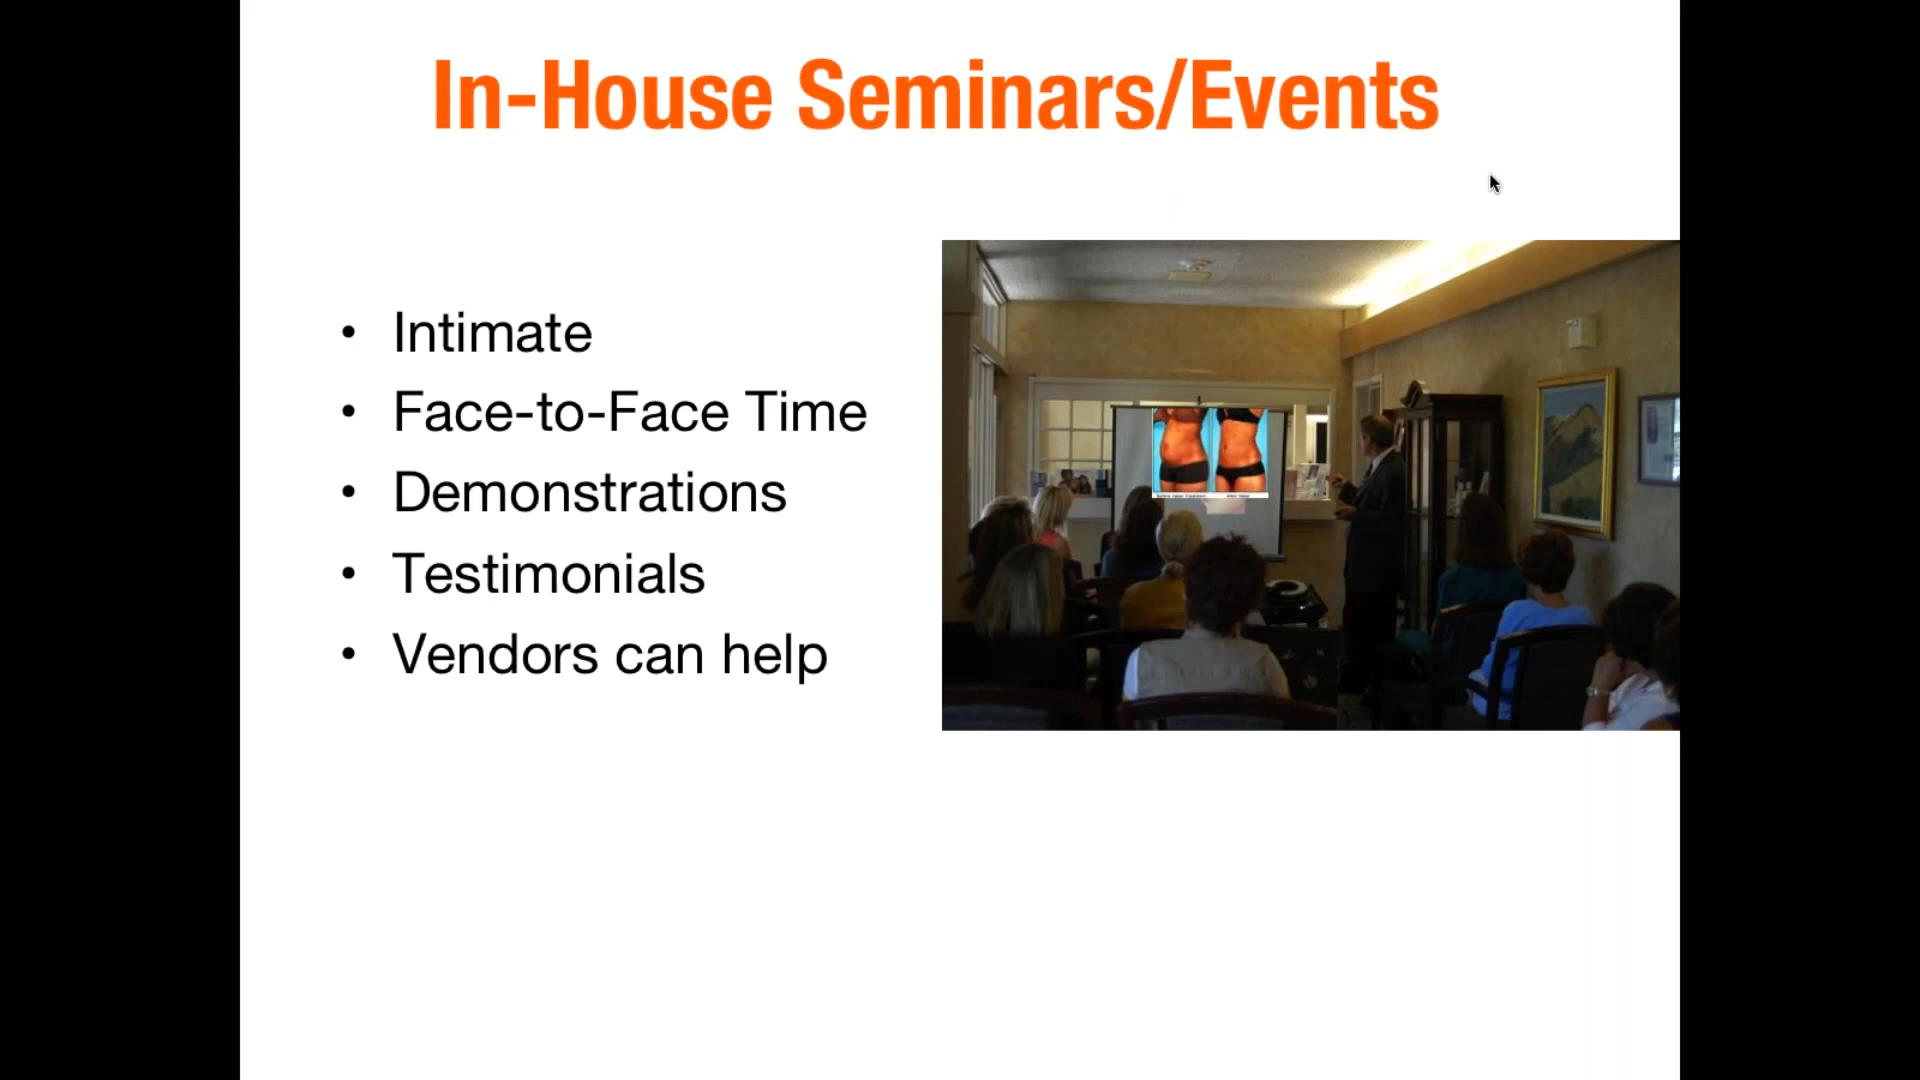 In-House Seminars/Events
• Intimate
• Face-to-Face Time
• Demonstrations
• Testimonials
• Vendors can help